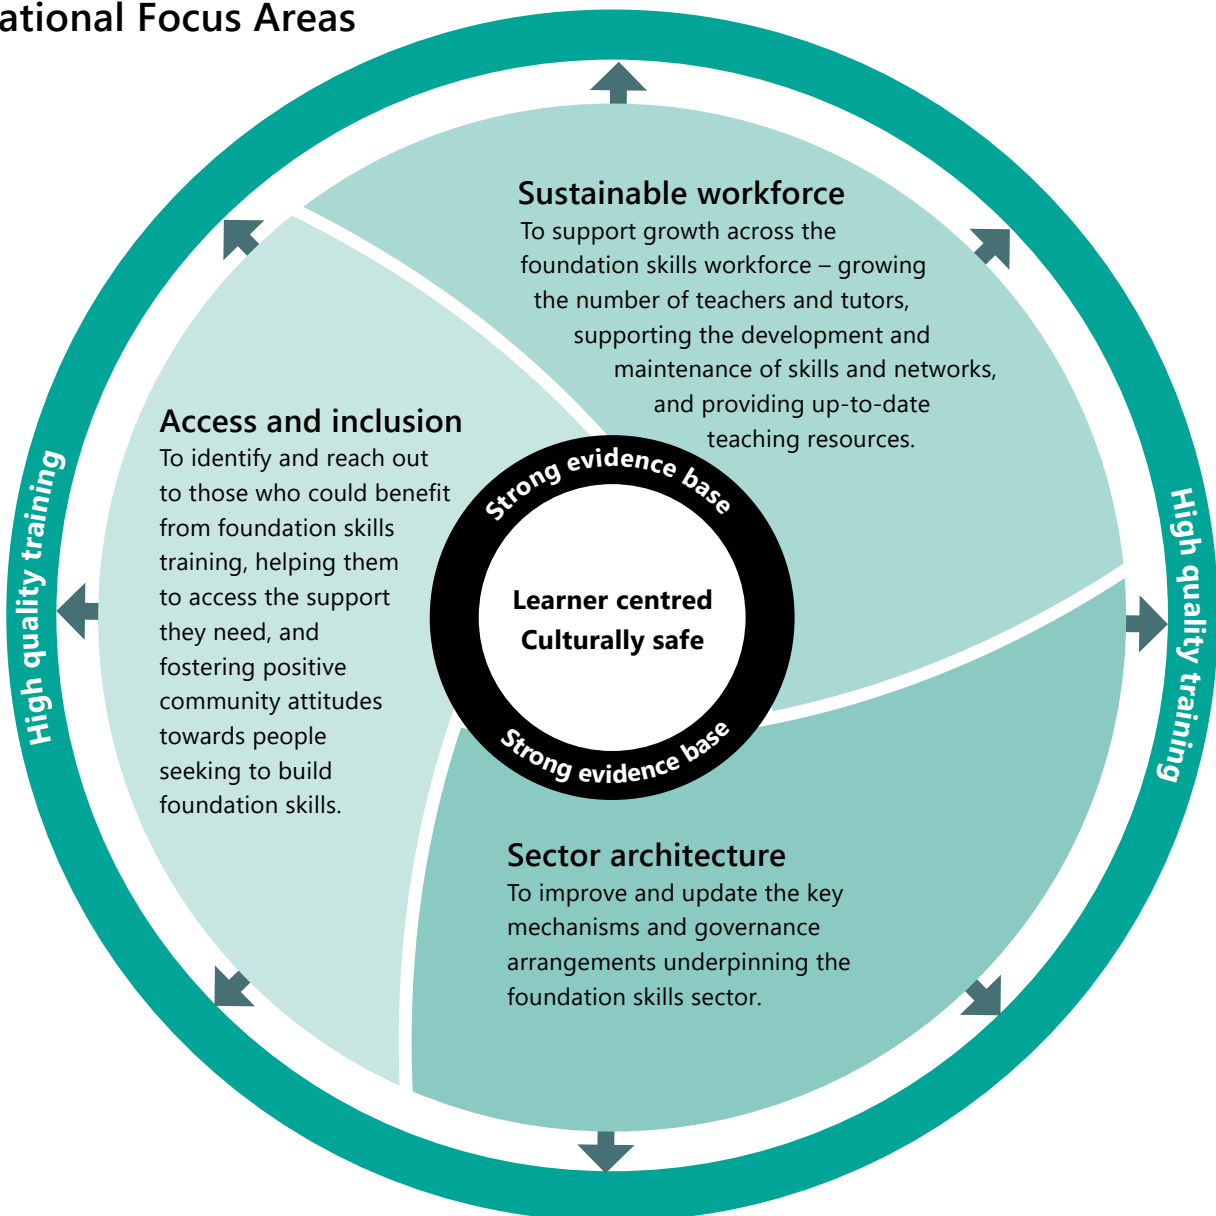 ational Focus Areas
Sustainable workforce
To support growth across the
foundation skills workforce – growing
the number of teachers and tutors,
supporting the development and
maintenance of skills and networks,
and providing up-to-date
teaching resources.
Access and inclusion
To identify and reach out
to those who could benefit
from foundation skills
training, helping them
to access the support
they need, and
fostering positive
community attitudes
towards people
seeking to build
foundation skills.
Strong evidence base
Learner centred
Culturally safe
Strong evidence base
High quality training
High quality training
Sector architecture
To improve and update the key
mechanisms and governance
arrangements underpinning the
foundation skills sector.